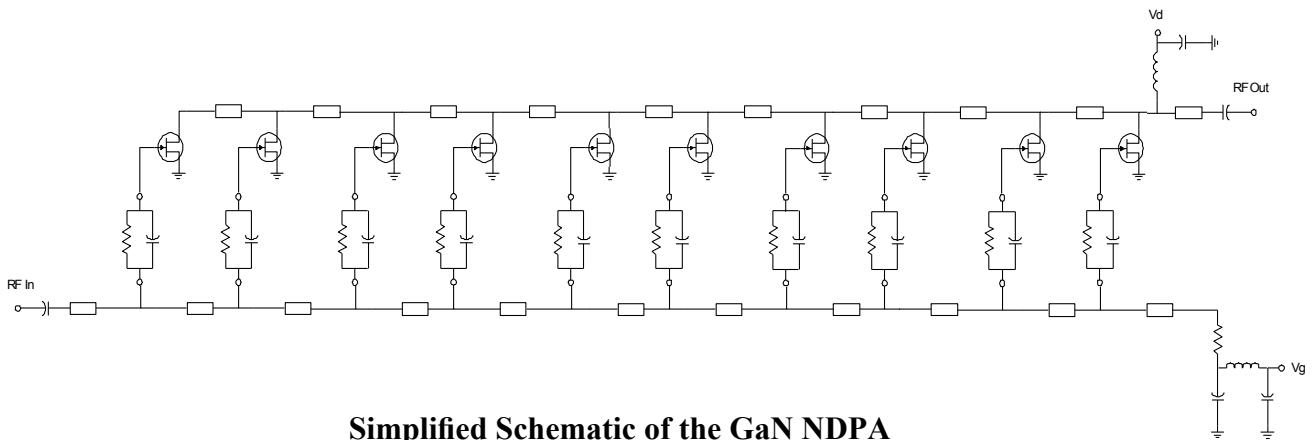 Vd
RF Out
RF In
Vg
Simplified Schematic of the GaN NDPA